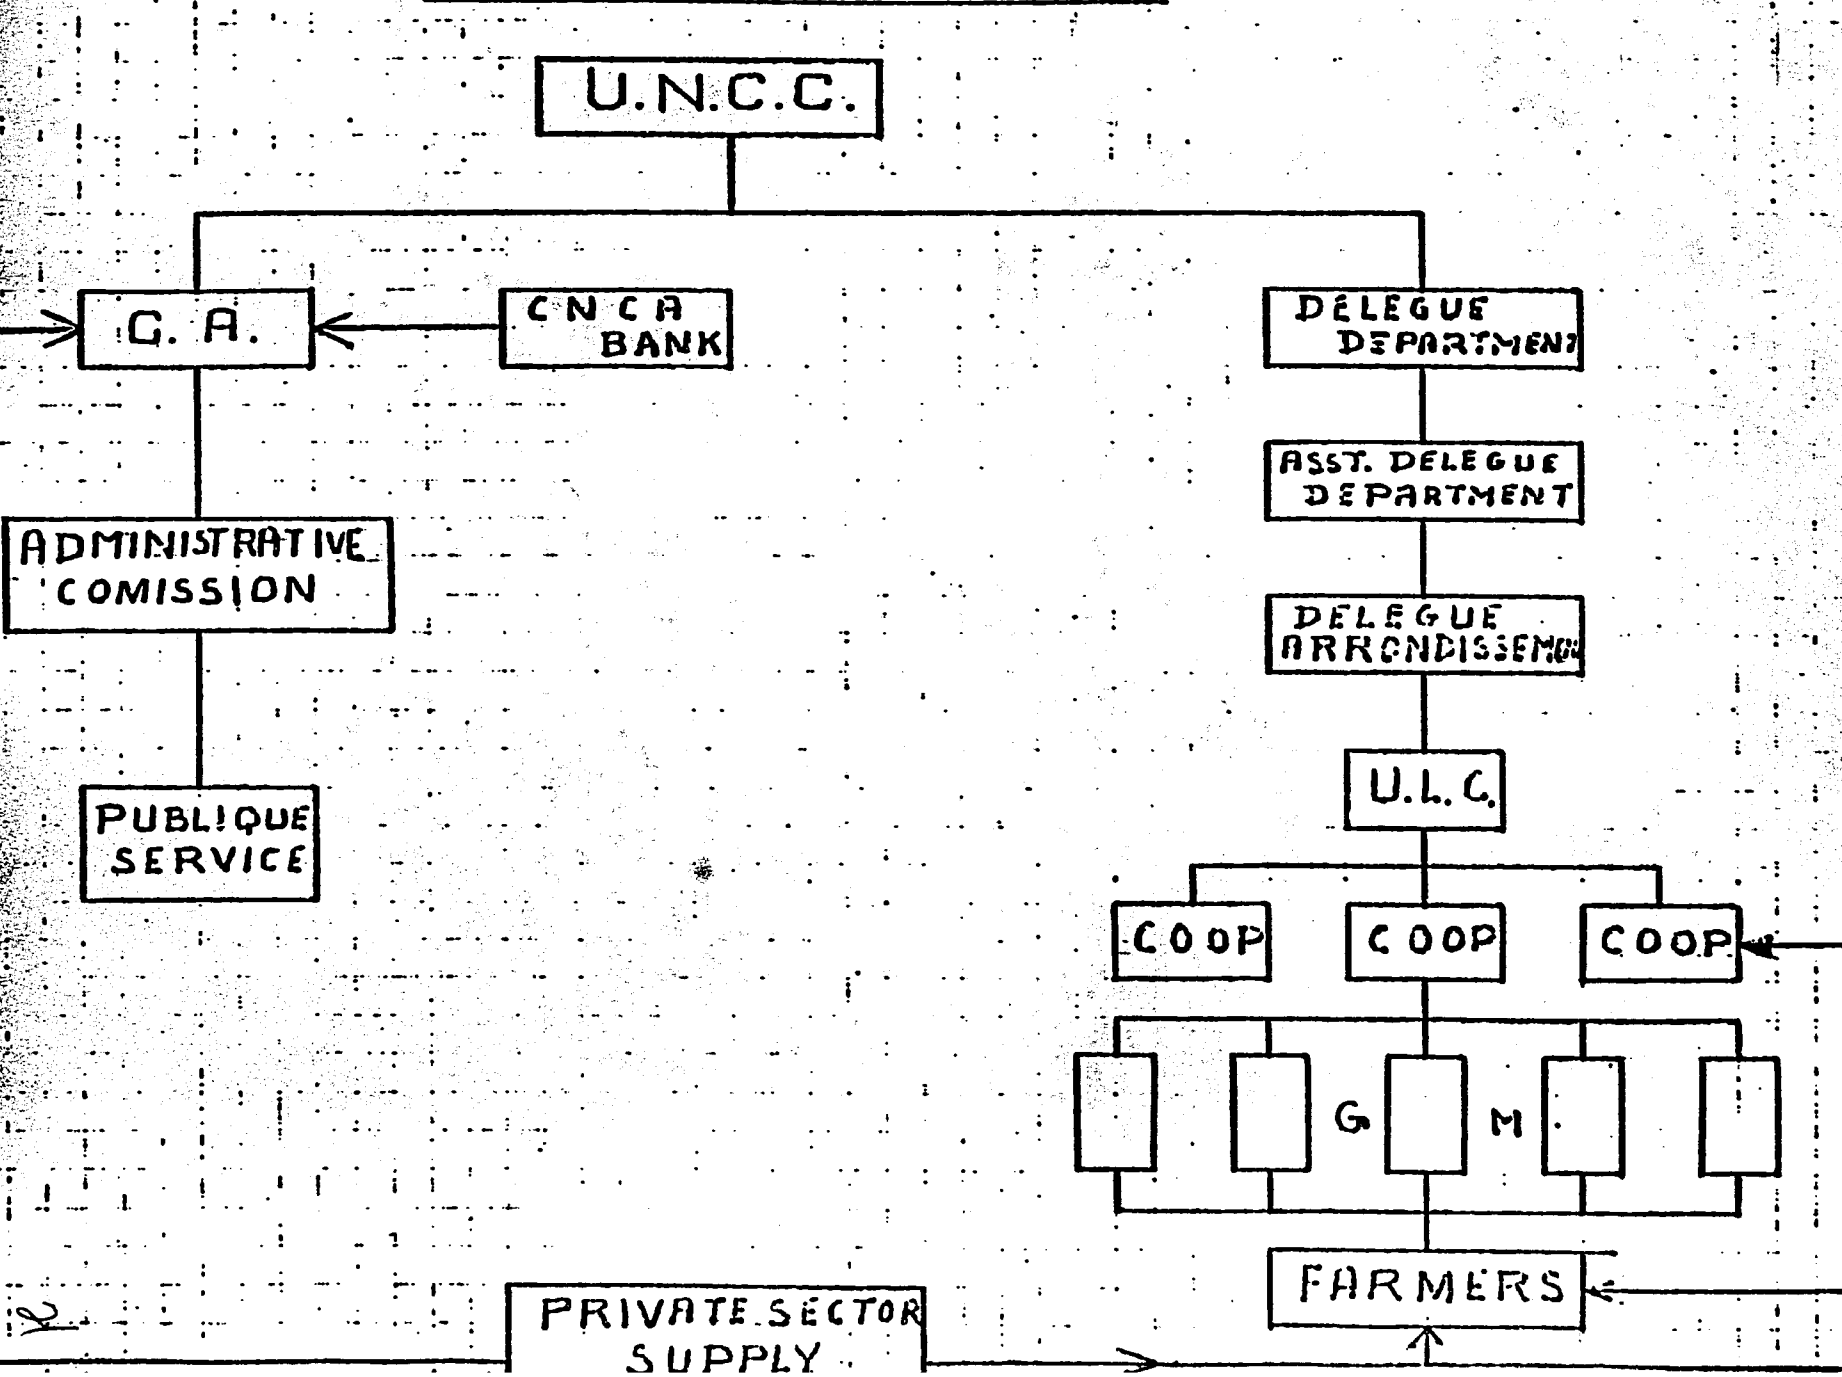 U.N.C.C.
C. A.
CNCA
BANK
DELEGUE
DEPARTMENT
ASST. DELEGUE
DEPARTMENT
ADMINISTRATIVE
COMISSION
DELEGUE
ARRONDISSEMEN
U.L.C.
PUBLIQUE
SERVICE
COOP
COOP
COOP
G M
FARMERS
PRIVATE SECTOR
SUPPLY